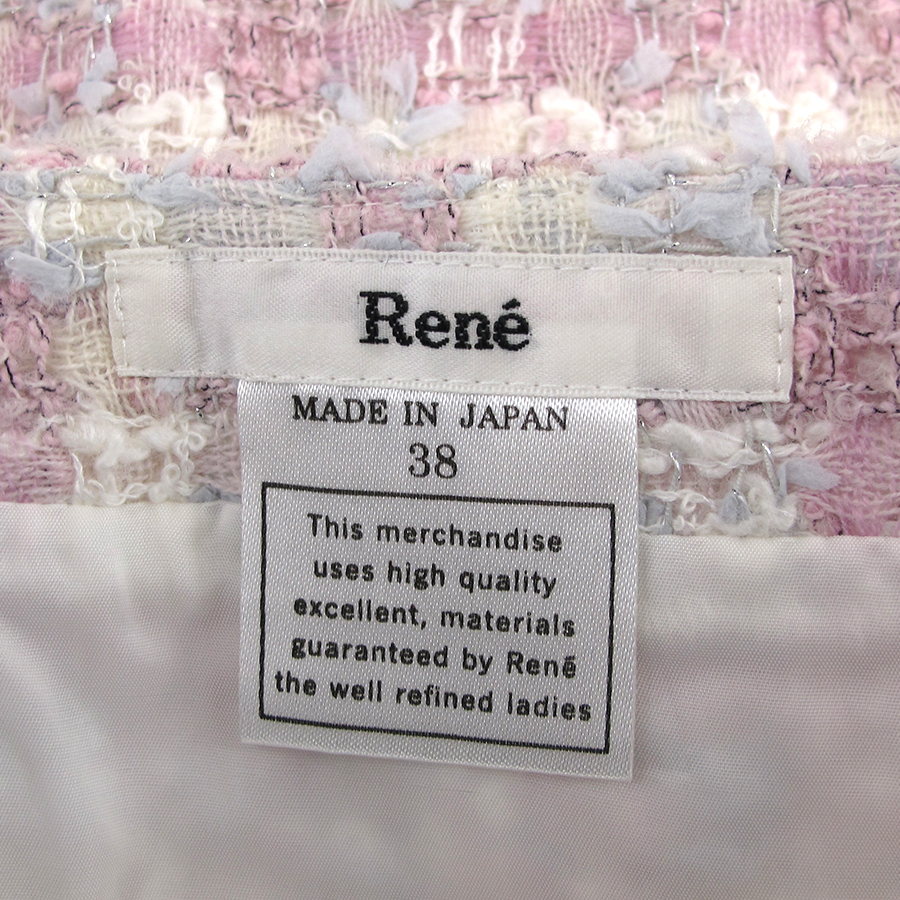 René
MADE IN JAPAN
38
This merchandise
uses high quality
excellent, materials
guaranteed by René
the well refined ladies